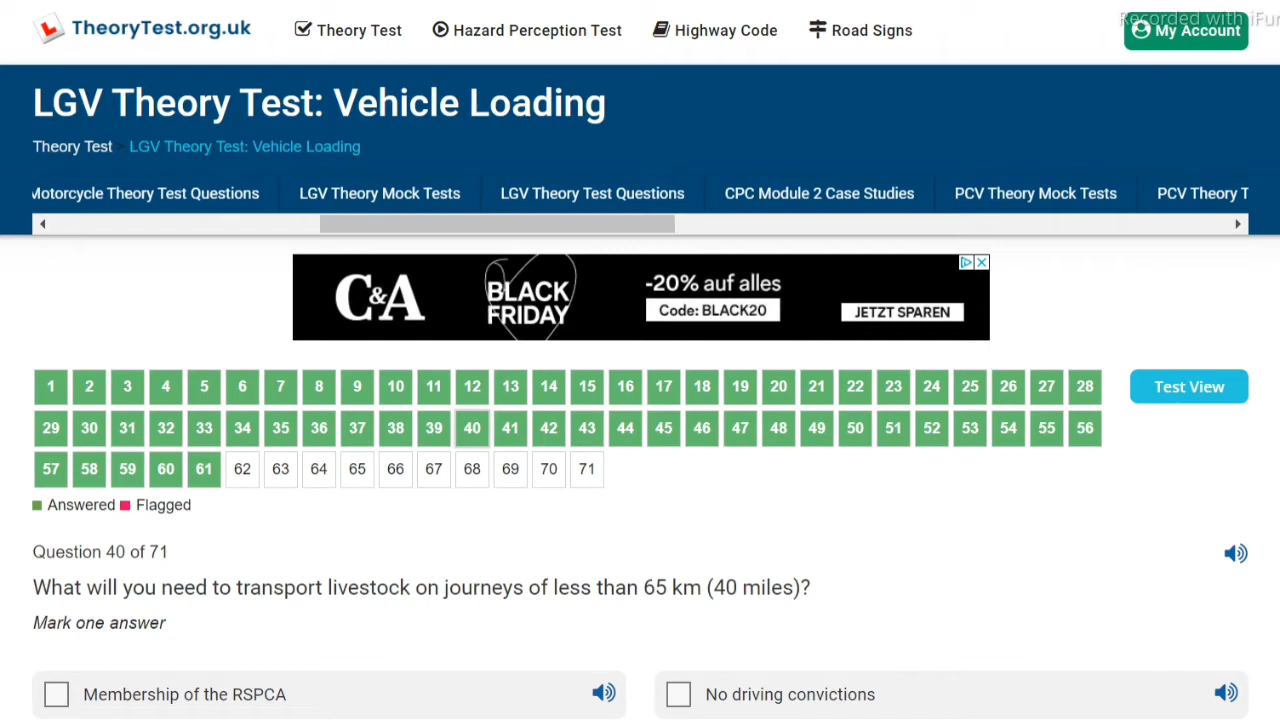 TheoryTest.org.uk
Theory Test
Hazard Perception Test
Highway Code
Road Signs
Recorded with iFun
My Account
LGV Theory Test: Vehicle Loading
Theory Test > LGV Theory Test: Vehicle Loading
Motorcycle Theory Test Questions
LGV Theory Mock Tests
LGV Theory Test Questions
CPC Module 2 Case Studies
PCV Theory Mock Tests
PCV Theory T
C&A
BLACK
FRIDAY
-20% auf alles
Code: BLACK20
JETZT SPAREN
1 2 3 4 5 6 7 8 9 10 11 12 13 14 15 16 17 18 19 20 21 22 23 24 25 26 27 28
Test View
29 30 31 32 33 34 35 36 37 38 39 40 41 42 43 44 45 46 47 48 49 50 51 52 53 54 55 56
57 58 59 60 61 62 63 64 65 66 67 68 69 70 71
Answered Flagged
Question 40 of 71
What will you need to transport livestock on journeys of less than 65 km (40 miles)?
Mark one answer
Membership of the RSPCA
No driving convictions